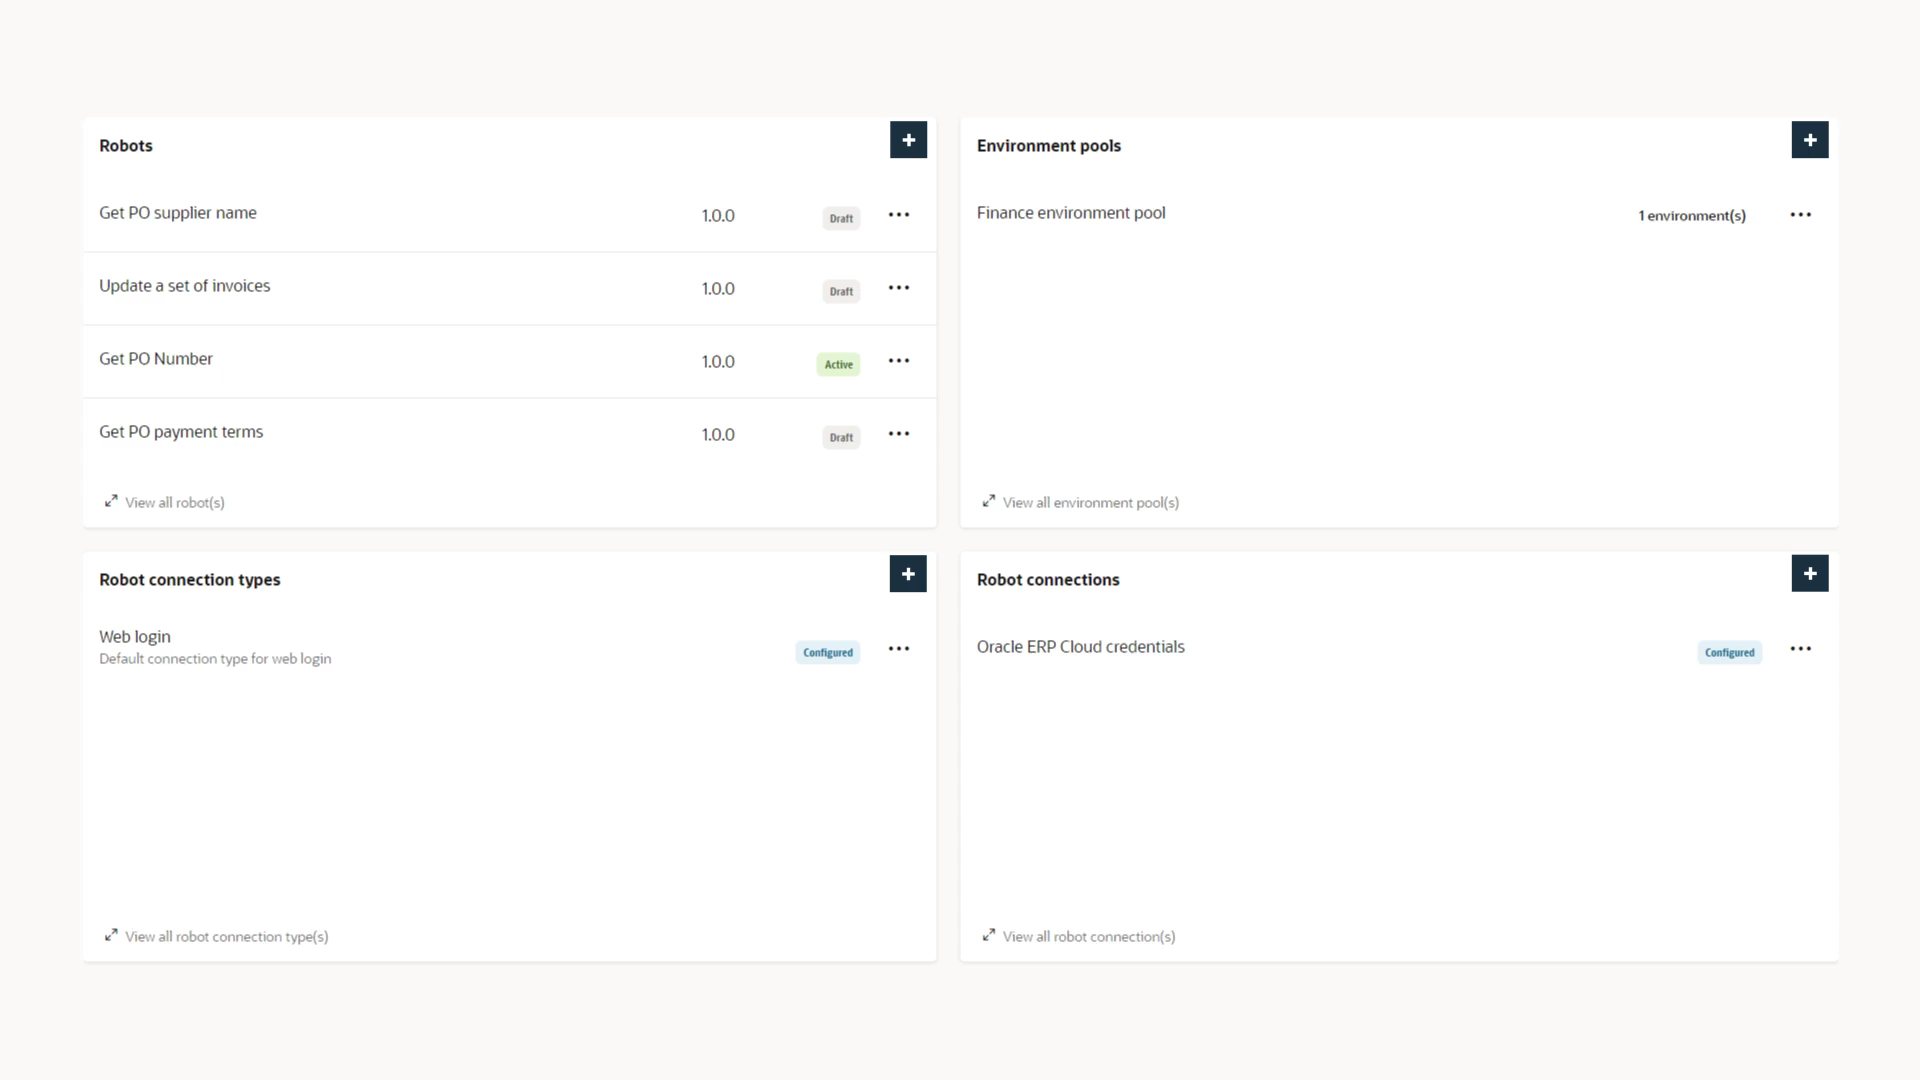 Robots
Get PO supplier name 1.0.0 Draft
Update a set of invoices 1.0.0 Draft
Get PO Number 1.0.0 Active
Get PO payment terms 1.0.0 Draft
View all robot(s)
Environment pools
Finance environment pool 1 environment(s)
View all environment pool(s)
Robot connection types
Web login
Default connection type for web login
Configured
View all robot connection type(s)
Robot connections
Oracle ERP Cloud credentials Configured
View all robot connection(s)